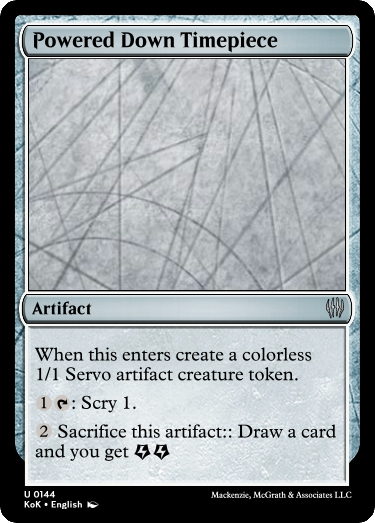 Powered Down Timepiece
Artifact
When this enters create a colorless
1/1 Servo artifact creature token.
1 : Scry 1.
2 Sacrifice this artifact:: Draw a card
and you get
U 0144
KoK • English
Mackenzie, McGrath & Associates LLC